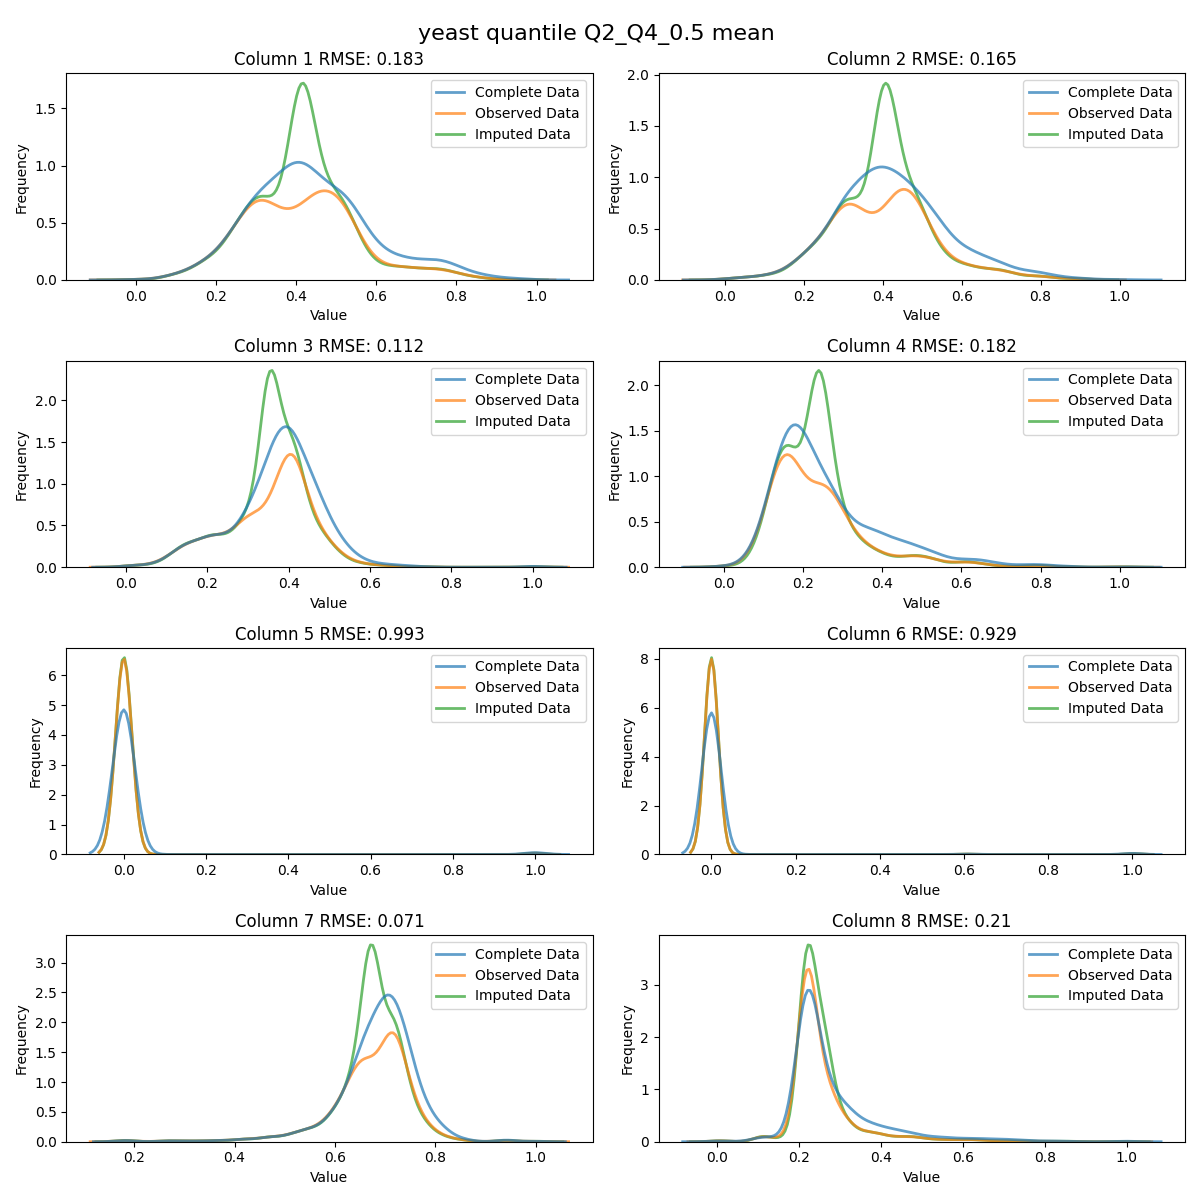 yeast quantile Q2_Q4_0.5 mean
Column 1 RMSE: 0.183
Complete Data
Observed Data
Imputed Data
Frequency
1.5
1.0
0.5
0.0
0.0 0.2 0.4 0.6 0.8 1.0
Value
Column 2 RMSE: 0.165
Complete Data
Observed Data
Imputed Data
Frequency
2.0
1.5
1.0
0.5
0.0
0.0 0.2 0.4 0.6 0.8 1.0
Value
Column 3 RMSE: 0.112
Complete Data
Observed Data
Imputed Data
Frequency
2.0
1.5
1.0
0.5
0.0
0.0 0.2 0.4 0.6 0.8 1.0
Value
Column 4 RMSE: 0.182
Complete Data
Observed Data
Imputed Data
Frequency
2.0
1.5
1.0
0.5
0.0
0.0 0.2 0.4 0.6 0.8 1.0
Value
Column 5 RMSE: 0.993
Complete Data
Observed Data
Imputed Data
Frequency
6
5
4
3
2
1
0
0.0 0.2 0.4 0.6 0.8 1.0
Value
Column 6 RMSE: 0.929
Complete Data
Observed Data
Imputed Data
Frequency
8
6
4
2
0
0.0 0.2 0.4 0.6 0.8 1.0
Value
Column 7 RMSE: 0.071
Complete Data
Observed Data
Imputed Data
Frequency
3.0
2.5
2.0
1.5
1.0
0.5
0.0
0.2 0.4 0.6 0.8 1.0
Value
Column 8 RMSE: 0.21
Complete Data
Observed Data
Imputed Data
Frequency
3
2
1
0
0.0 0.2 0.4 0.6 0.8 1.0
Value